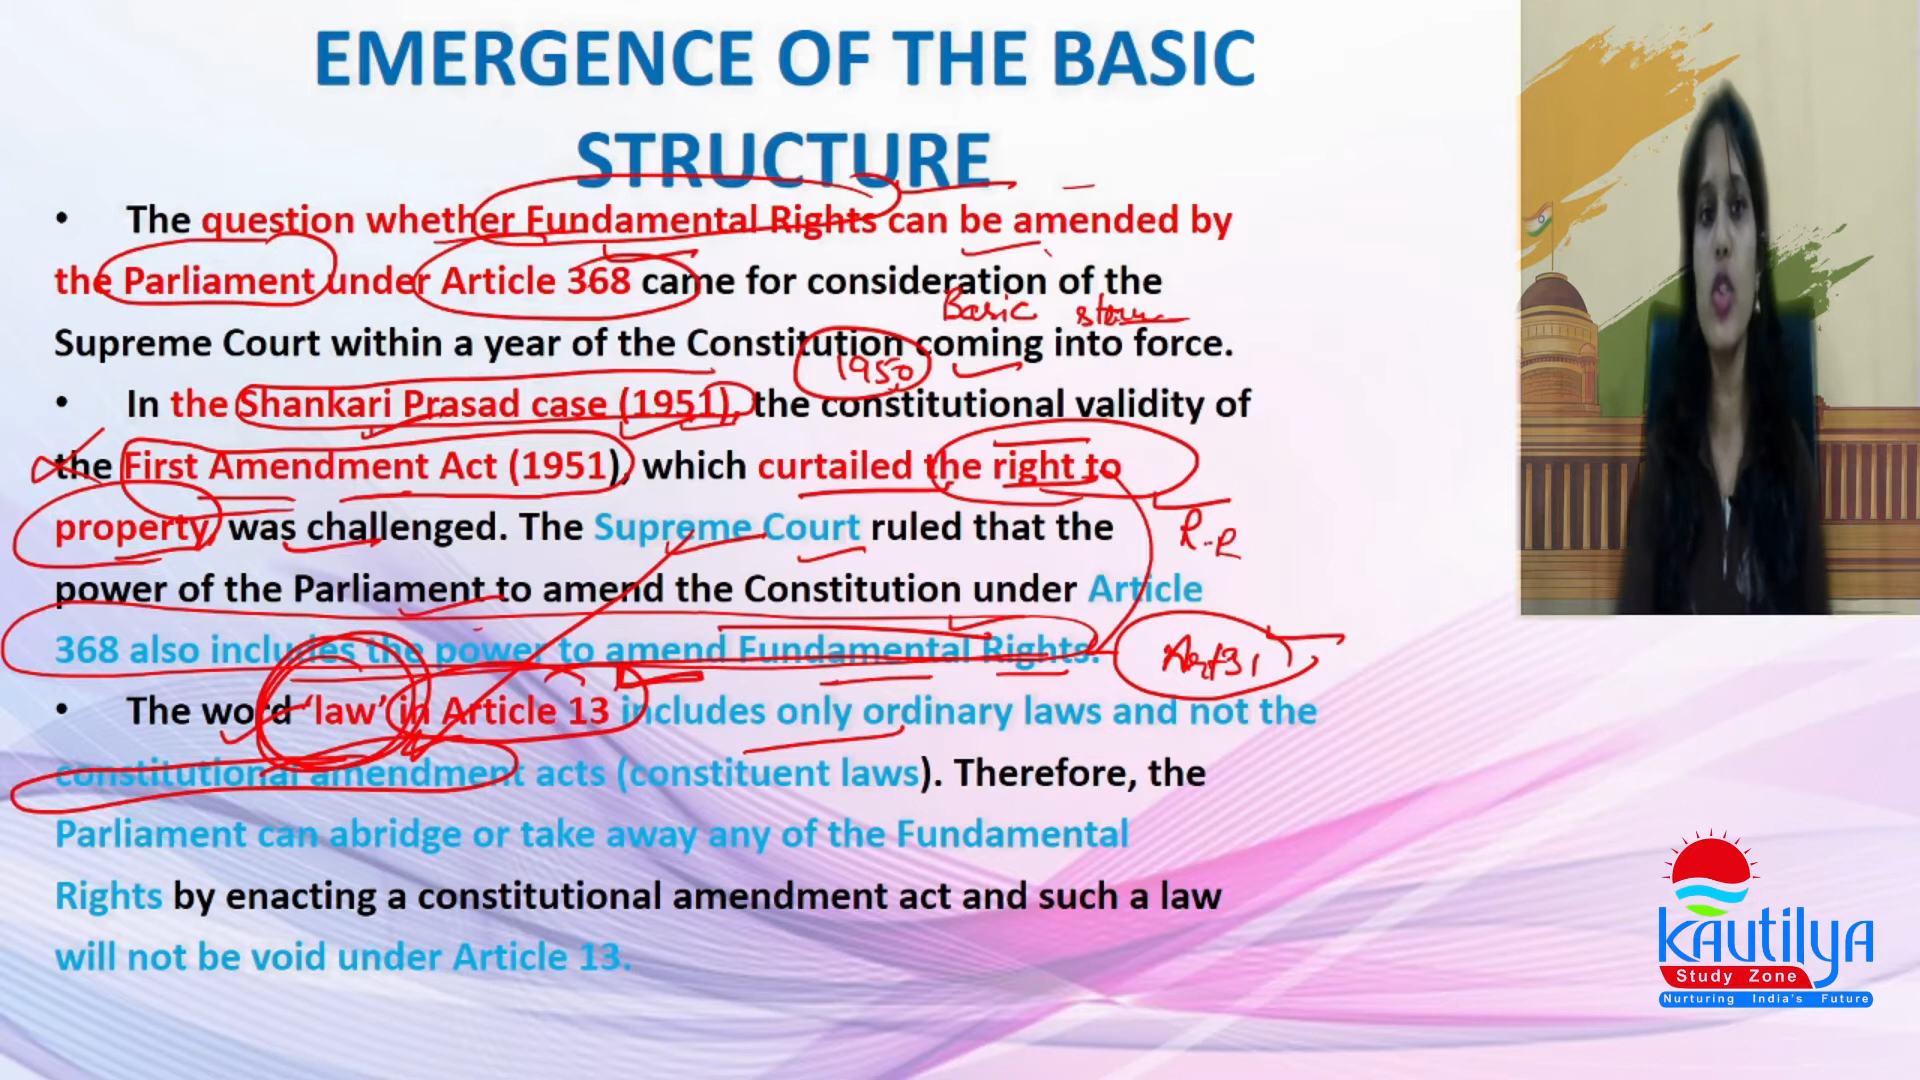 EMERGENCE OF THE BASIC
STRUCTURE
• The question whether Fundamental Rights can be amended by
the Parliament under Article 368 came for consideration of the
Basic
Supreme Court within a year of the Constitution coming into force.
1950
• In the Shankari Prasad case (1951), the constitutional validity of
the First Amendment Act (1951), which curtailed the right to
property, was challenged. The Supreme Court ruled that the
R-P
power of the Parliament to amend the Constitution under Article
368 also includes the power to amend Fundamental Rights.
Art 31
• The word ‘law’ in Article 13 includes only ordinary laws and not the
constitutional amendment acts (constituent laws). Therefore, the
Parliament can abridge or take away any of the Fundamental
Rights by enacting a constitutional amendment act and such a law
will not be void under Article 13.
Kautilya
Study Zone
Nurturing India's Future